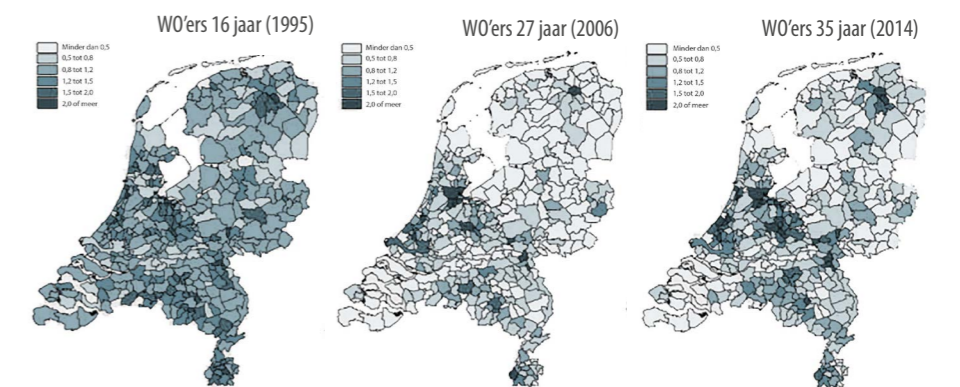 WO'ers 16 jaar (1995)
Minder dan 0,5
0,5 tot 0,8
0,8 tot 1,2
1,2 tot 1,5
1,5 tot 2,0
2,0 of meer
WO'ers 27 jaar (2006)
Minder dan 0,5
0,5 tot 0,8
0,8 tot 1,2
1,2 tot 1,5
1,5 tot 2,0
2,0 of meer
WO'ers 35 jaar (2014)
Minder dan 0,5
0,5 tot 0,8
0,8 tot 1,2
1,2 tot 1,5
1,5 tot 2,0
2,0 of meer